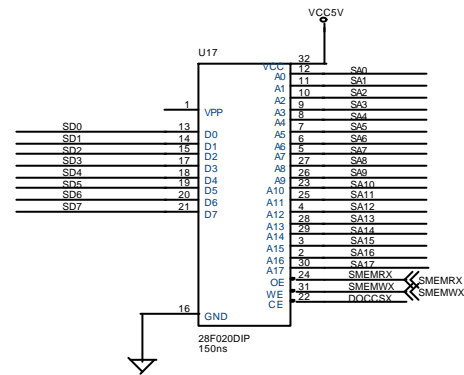 VCC5V
U17
32
VCC
12 A0 SA0
11 A1 SA1
10 A2 SA2
1 VPP 9 A3 SA3
8 A4 SA4
SD0 13 D0 7 A5 SA5
SD1 14 D1 6 A6 SA6
SD2 15 D2 5 A7 SA7
SD3 17 D3 27 A8 SA8
SD4 18 D4 26 A9 SA9
SD5 19 D5 23 A10 SA10
SD6 20 D6 25 A11 SA11
SD7 21 D7 4 A12 SA12
28 A13 SA13
29 A14 SA14
3 A15 SA15
2 A16 SA16
30 A17 SA17
24 OE SMEMRX SMEMRX
31 WE SMEMWX SMEMWX
22 CE DOCCSX
16 GND
28F020DIP
150ns